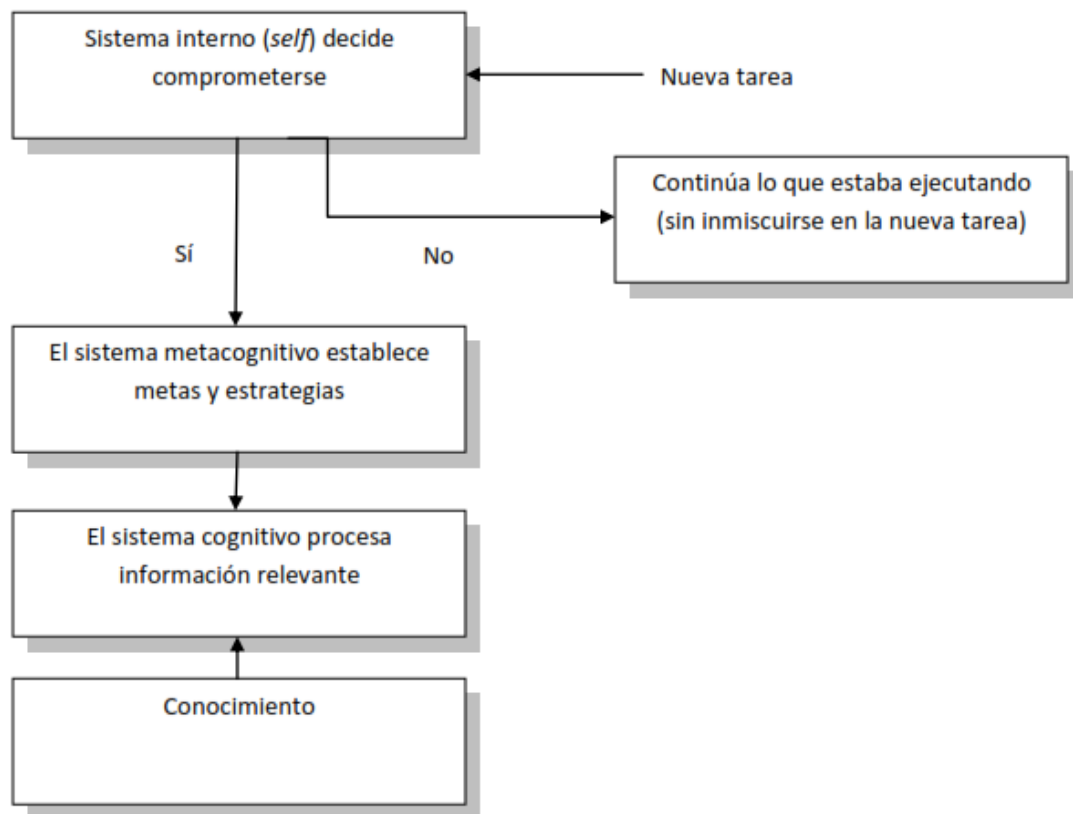 Sistema interno (self) decide
comprometerse
Nueva tarea
Continúa lo que estaba ejecutando
(sin inmiscuirse en la nueva tarea)
Sí
No
El sistema metacognitivo establece
metas y estrategias
El sistema cognitivo procesa
información relevante
Conocimiento